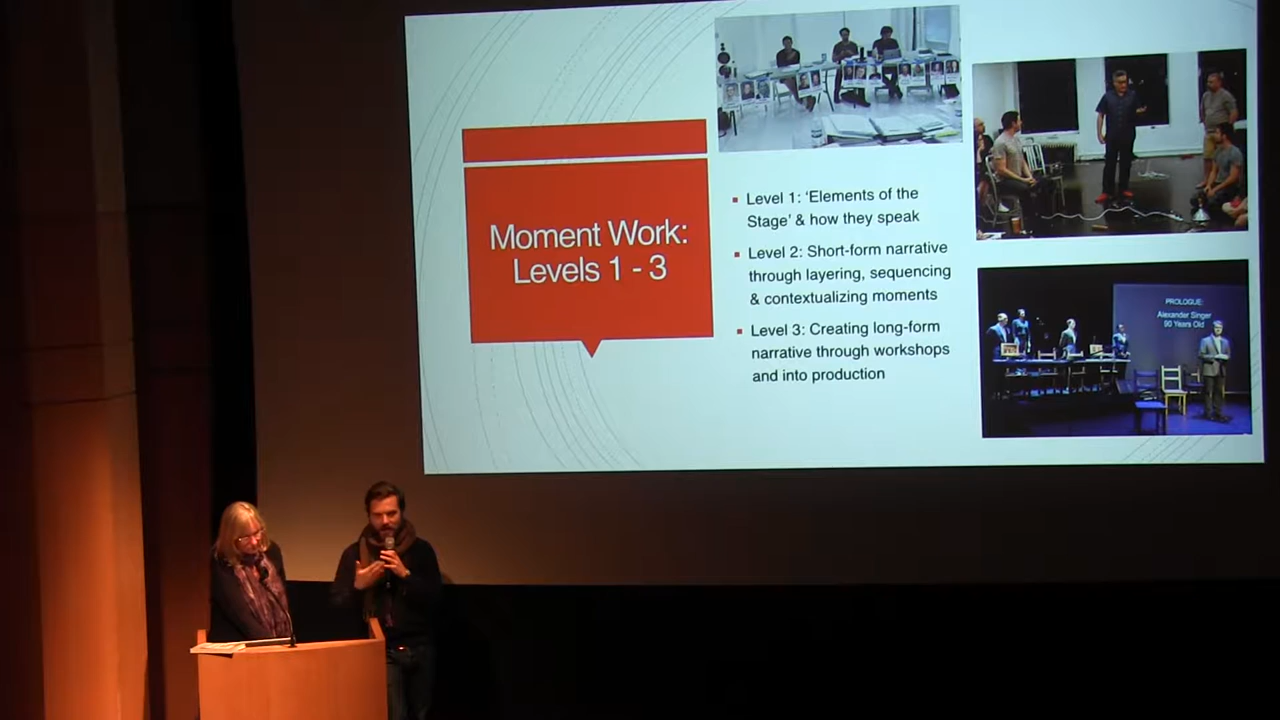 Moment Work:
Levels 1 - 3
Level 1: ‘Elements of the
Stage’ & how they speak
Level 2: Short-form narrative
through layering, sequencing
& contextualizing moments
Level 3: Creating long-form
narrative through workshops
and into production
PROLOGUE:
Alexander Singer
90 Years Old